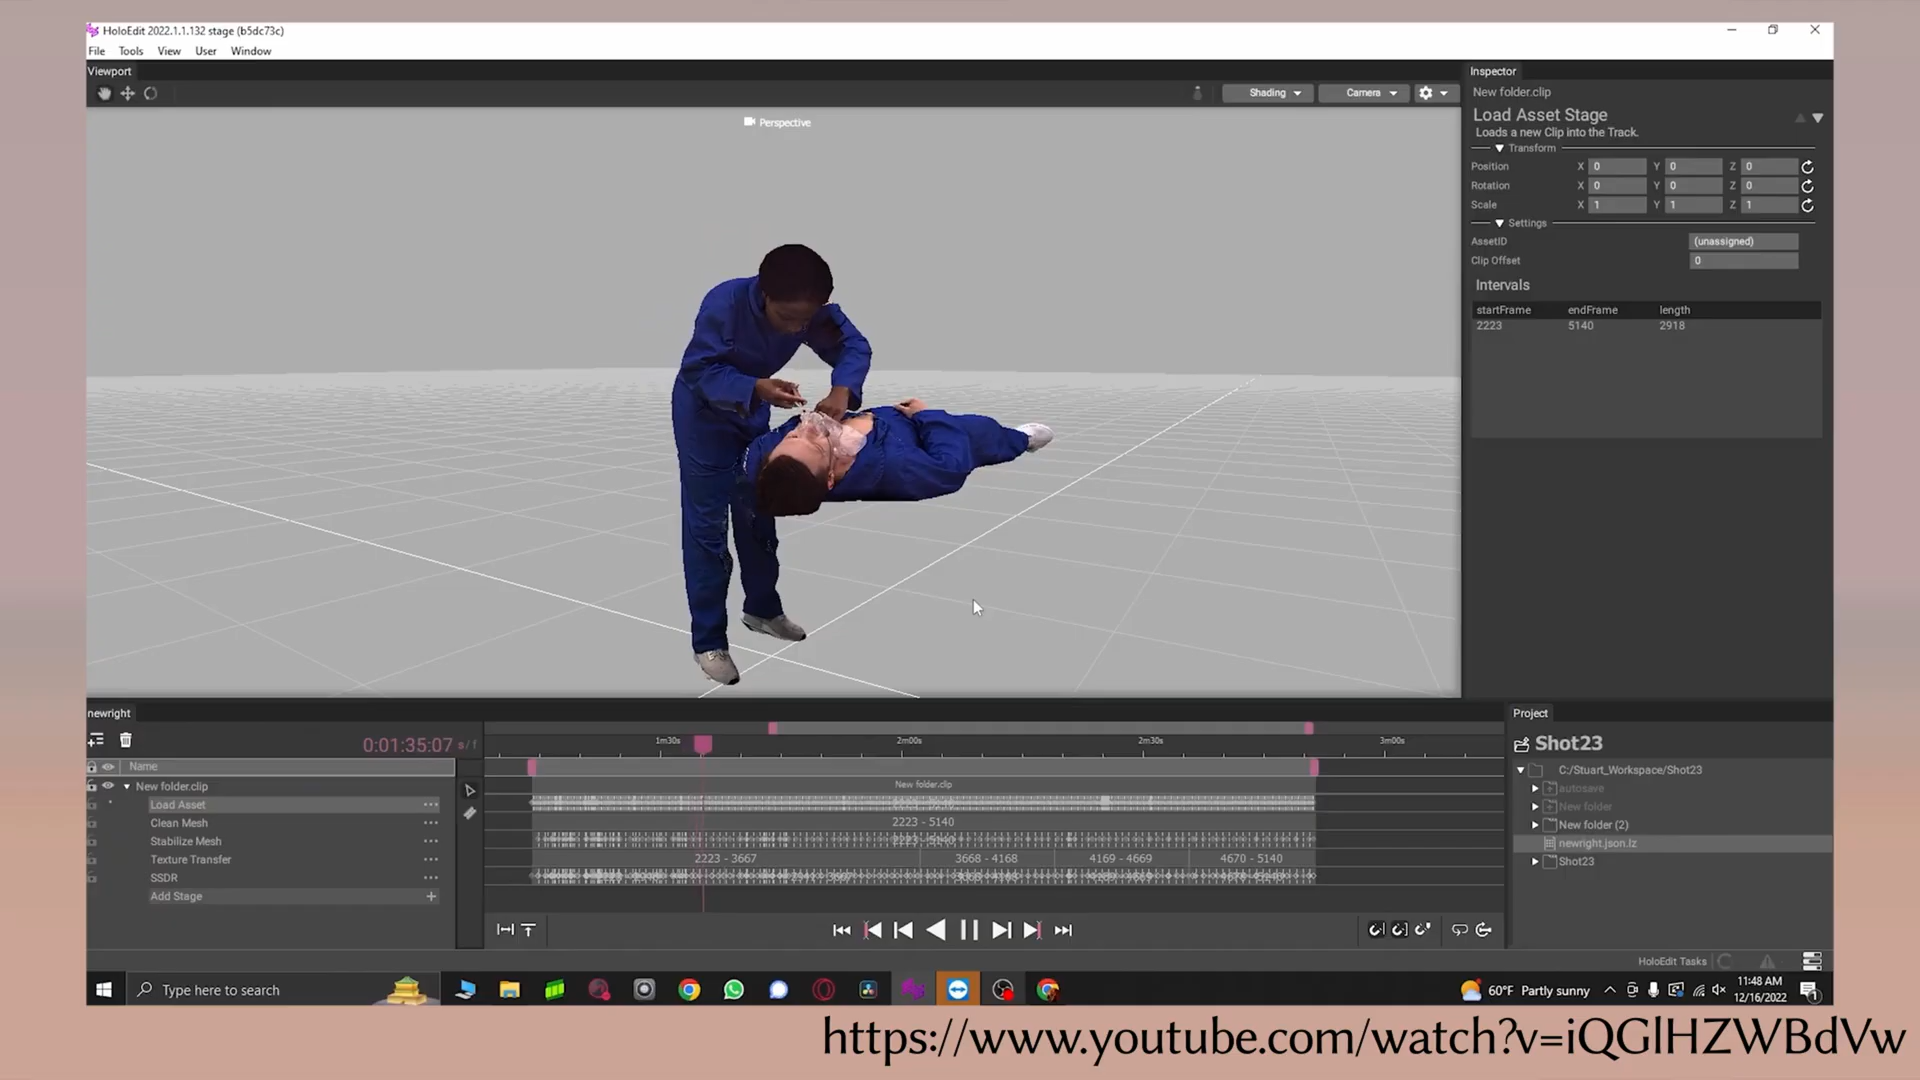 HoloEdit 2022.1.1.132 stage (b5dc73c)
File Tools View User Window
Viewport
Shading Camera
Perspective
Inspector
New folder.clip
Load Asset Stage
Loads a new Clip into the Track.
Transform
Position X 0 Y 0 Z 0
Rotation X 0 Y 0 Z 0
Scale X 1 Y 1 Z 1
Settings
AssetID (unassigned)
Clip Offset 0
Intervals
startFrame endFrame length
2223 5140 2918
newright
0:01:35:07 s/f
Name
New folder.clip
Load Asset
Clean Mesh
Stabilize Mesh
Texture Transfer
SSDR
Add Stage
1m30s 2m00s 2m30s 3m00s
New folder.clip
2223 - 5140
2223 - 3667 3668 - 4168 4169 - 4669 4670 - 5140
Project
Shot23
C:/Stuart_Workspace/Shot23
autosave
New folder
New folder (2)
newright.json.lz
Shot23
HoloEdit Tasks
Type here to search
60°F Partly sunny
11:48 AM
12/16/2022
1
https://www.youtube.com/watch?v=iQGlHZWBdVw